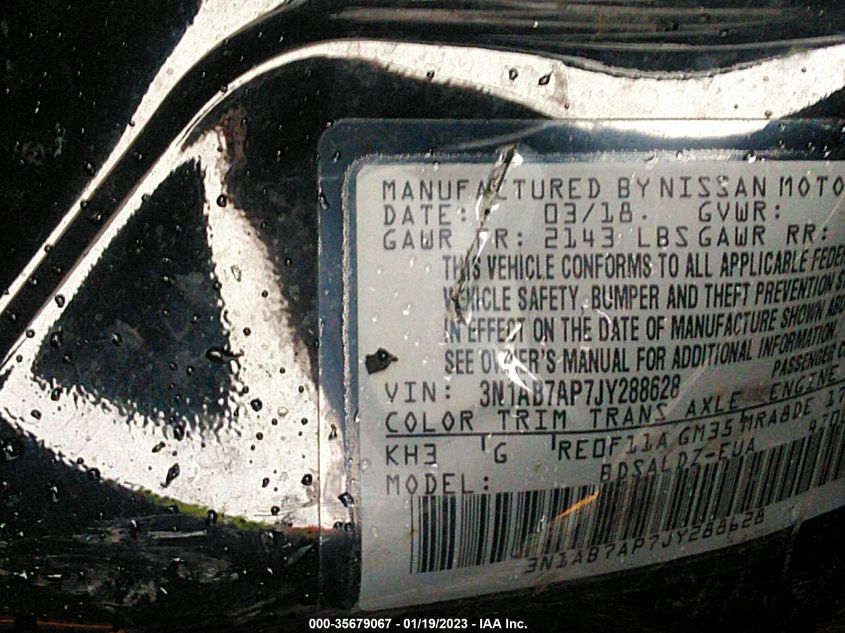 MANUFACTURED BY NISSAN MOTO
DATE: 03/18. GVWR:
GAWR FR: 2143 LBS GAWR RR:
THIS VEHICLE CONFORMS TO ALL APPLICABLE FEDE
VEHICLE SAFETY, BUMPER AND THEFT PREVENTION S
IN EFFECT ON THE DATE OF MANUFACTURE SHOWN ABO
SEE OWNER'S MANUAL FOR ADDITIONAL INFORMATION.
PASSENGER C
VIN: 3N1AB7AP7JY288628
COLOR TRIM TRANS AXLE ENGINE
KH3 G RE0F11A GM35 MRA8DE 17
MODEL: BDSALD7-EUA
3N1AB7AP7JY288628
000-35679067 - 01/19/2023 - IAA Inc.